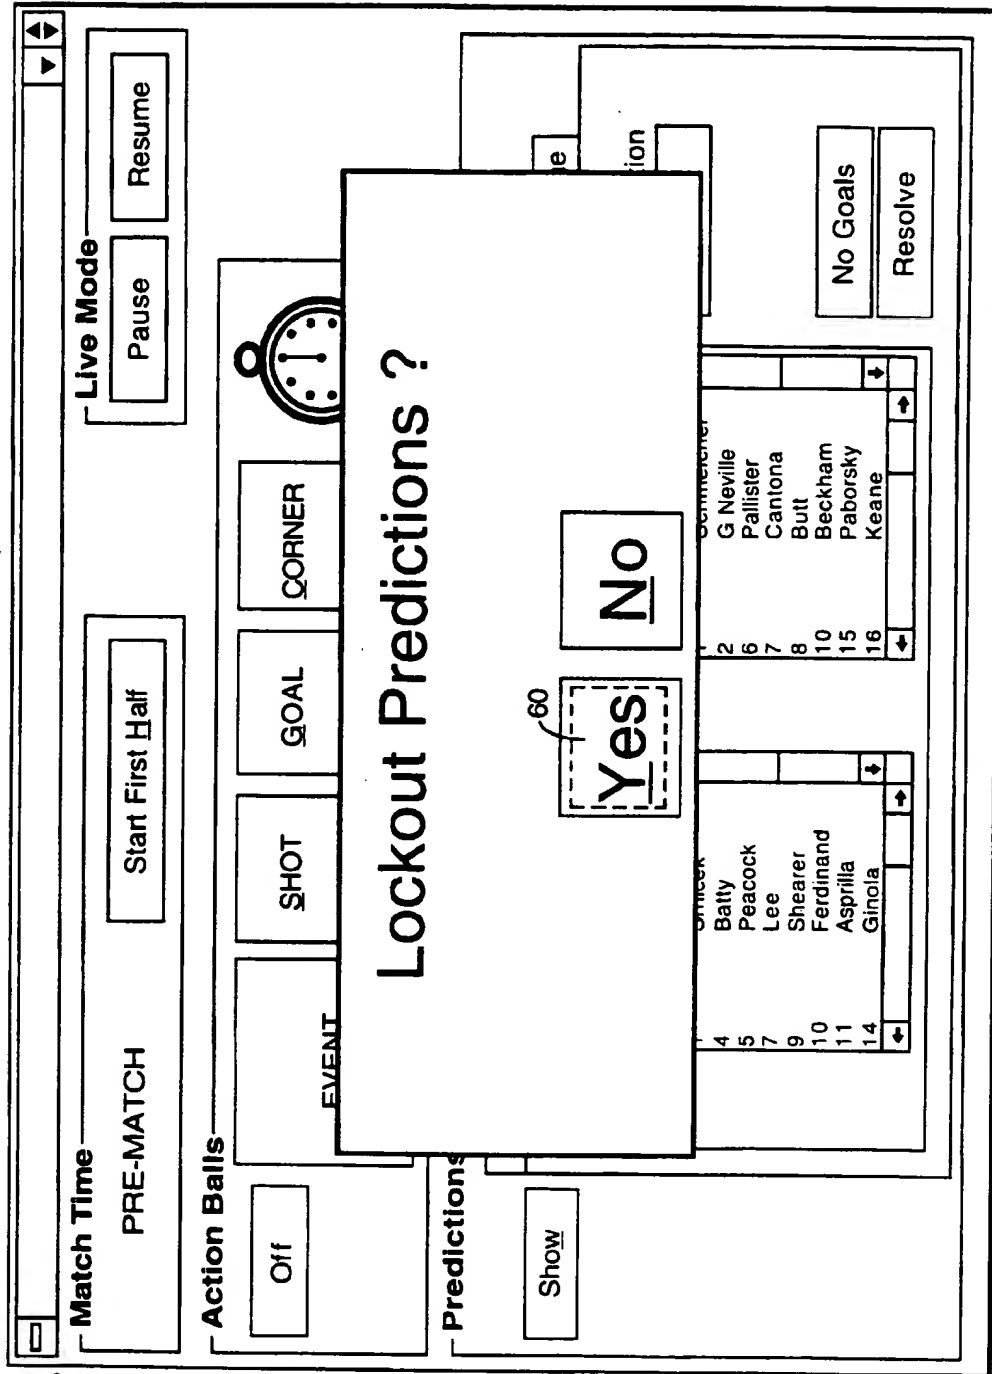 Match Time
PRE-MATCH
Start First Half
Live Mode
Pause
Resume
Action Balls
Off
EVENT
SHOT
GOAL
CORNER
Lockout Predictions ?
60
Yes
No
Predictions
Show
4 Batty
5 Peacock
7 Lee
9 Shearer
10 Ferdinand
11 Asprilla
14 Ginola
2 G Neville
6 Pallister
7 Cantona
8 Butt
10 Beckham
15 Paborsky
16 Keane
No Goals
Resolve